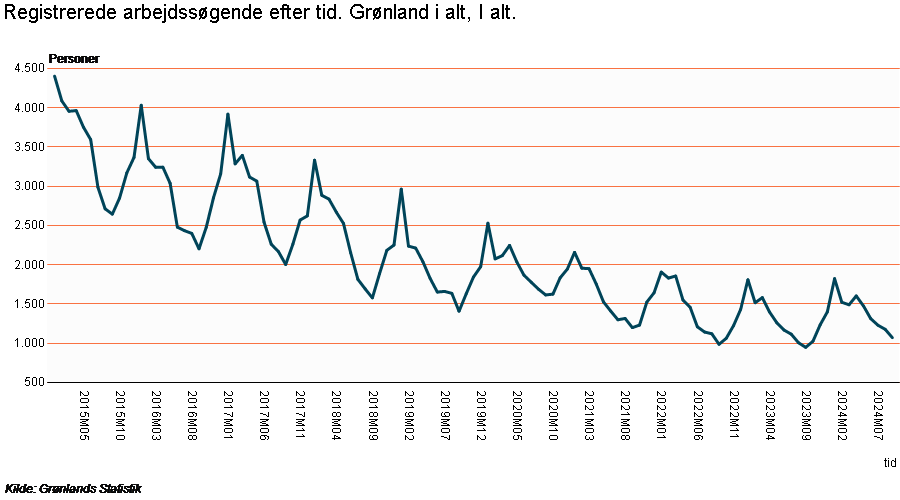 Registrerede arbejdssøgende efter tid. Grønland i alt, I alt.
Personer
4.500
4.000
3.500
3.000
2.500
2.000
1.500
1.000
500
2015M05
2015M10
2016M03
2016M08
2017M01
2017M06
2017M11
2018M04
2018M09
2019M02
2019M07
2019M12
2020M05
2020M10
2021M03
2021M08
2022M01
2022M06
2022M11
2023M04
2023M09
2024M02
2024M07
tid
Kilde: Grønlands Statistik